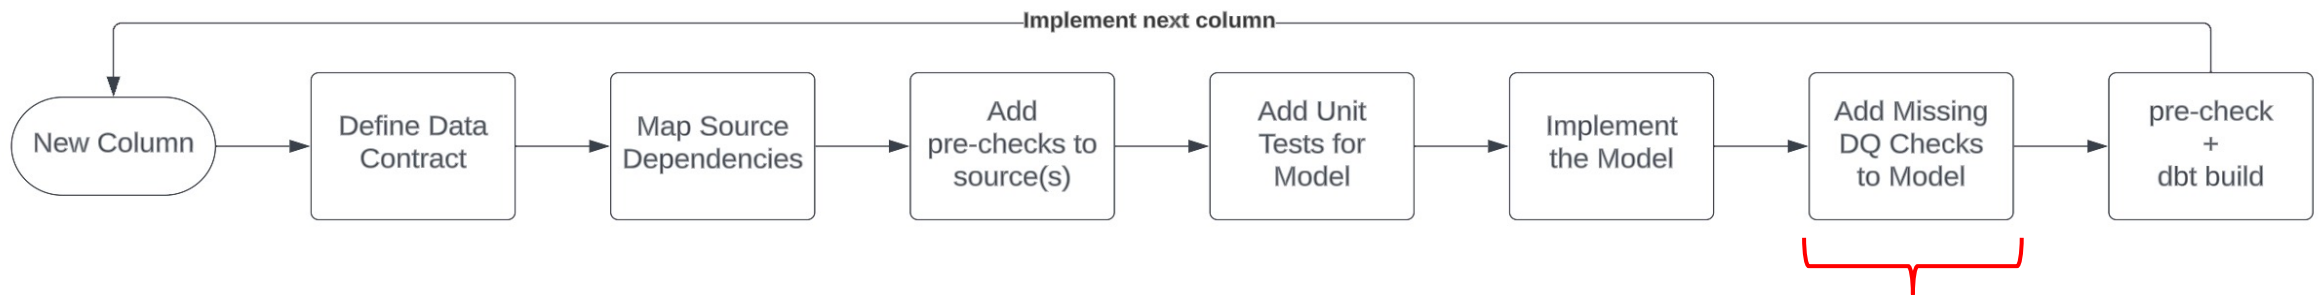 Implement next column
New Column
Define Data
Contract
Map Source
Dependencies
Add
pre-checks to
source(s)
Add Unit
Tests for
Model
Implement
the Model
Add Missing
DQ Checks
to Model
pre-check
+
dbt build